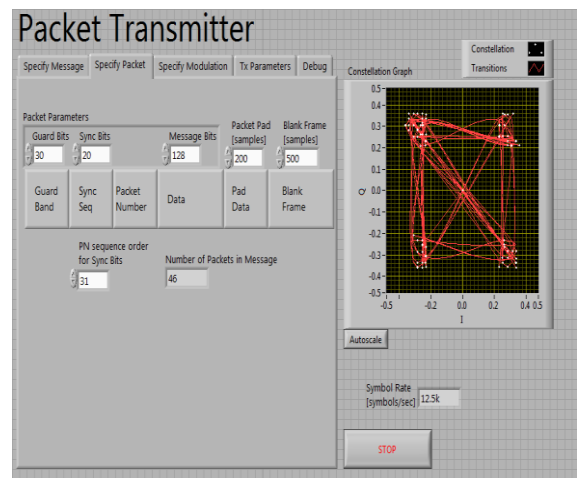 Packet Transmitter
Specify Message Specify Packet Specify Modulation Tx Parameters Debug
Packet Parameters
Guard Bits Sync Bits Message Bits Packet Pad [samples] Blank Frame [samples]
30 20 128 200 500
Guard Band Sync Seq Packet Number Data Pad Data Blank Frame
PN sequence order for Sync Bits
31
Number of Packets in Message
46
Constellation
Transitions
Constellation Graph
0.5-
0.4-
0.3-
0.2-
0.1-
0.0-
-0.1-
-0.2-
-0.3-
-0.4-
-0.5-
Q
-0.5 -0.2 0.0 0.2 0.4 0.5
I
Autoscale
Symbol Rate
[symbols/sec] 12.5k
STOP